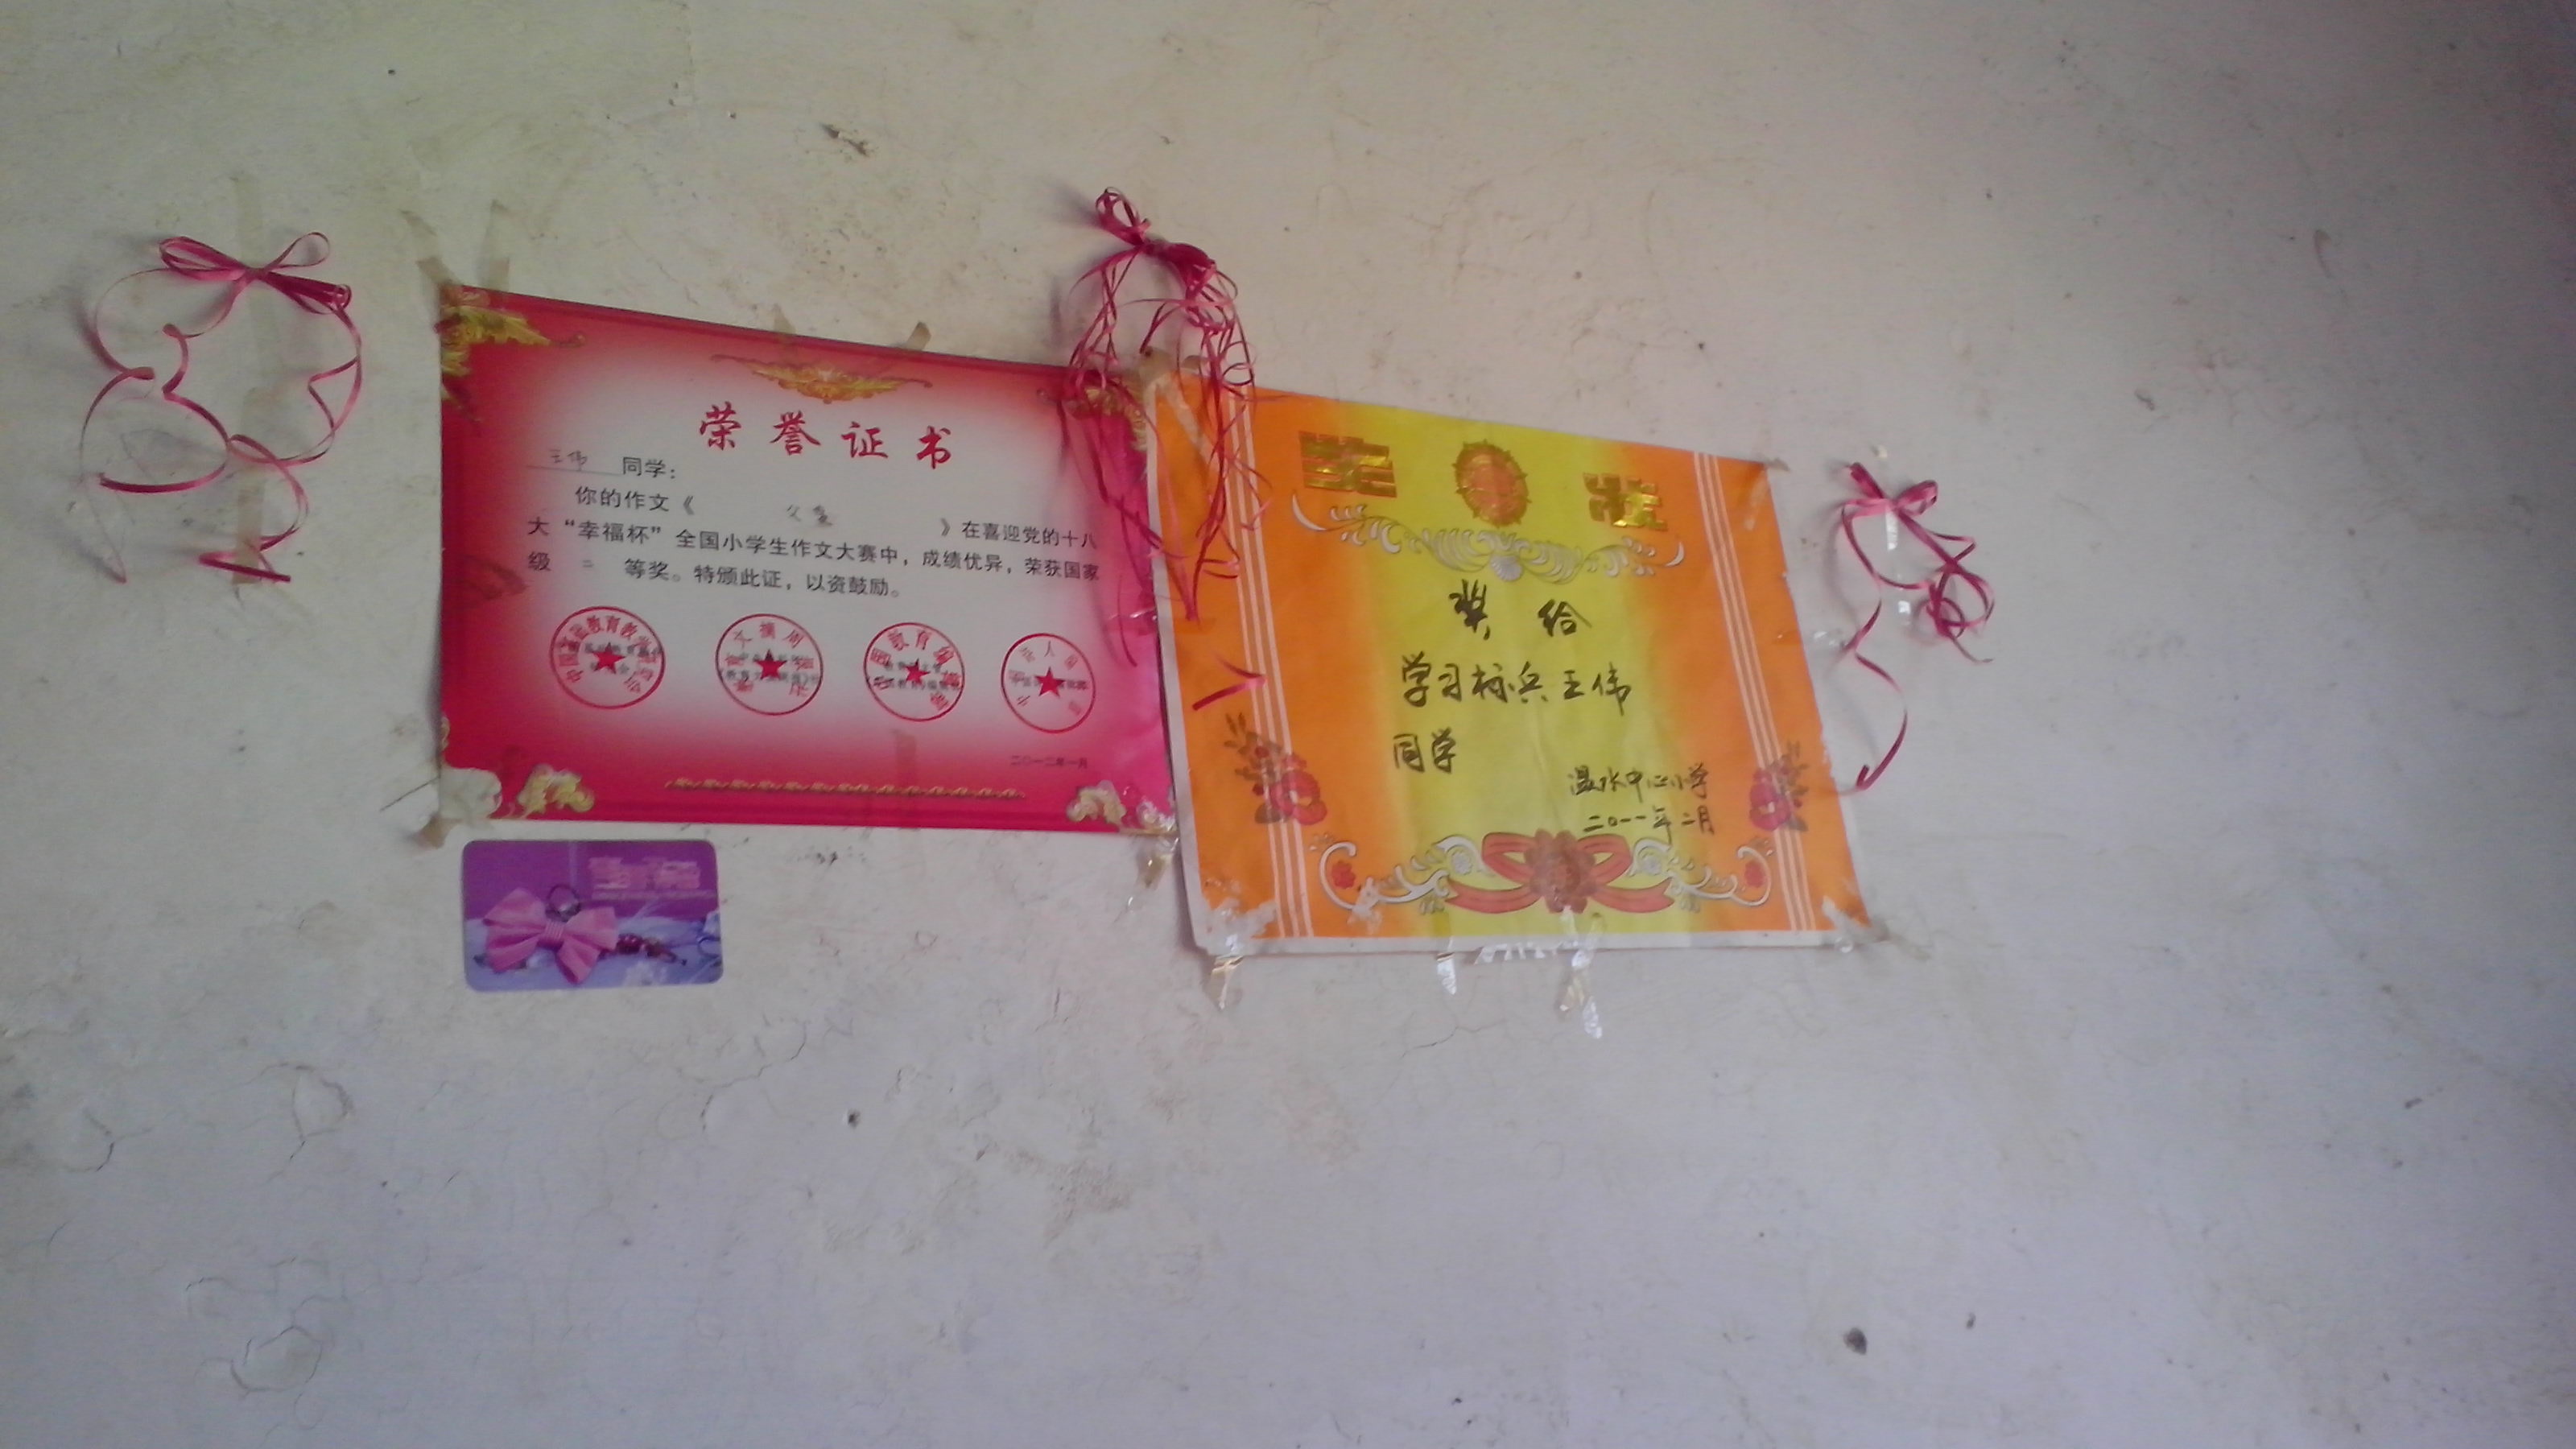 荣誉证书
王伟 同学：
你的作文《 父爱 》在喜迎党的十八
大“幸福杯”全国小学生作文大赛中，成绩优异，荣获国家
级 二 等奖。特颁此证，以资鼓励。
二〇一二年一月
奖状
奖给
学习标兵王伟
同学
温水中心小学
二〇一一年二月